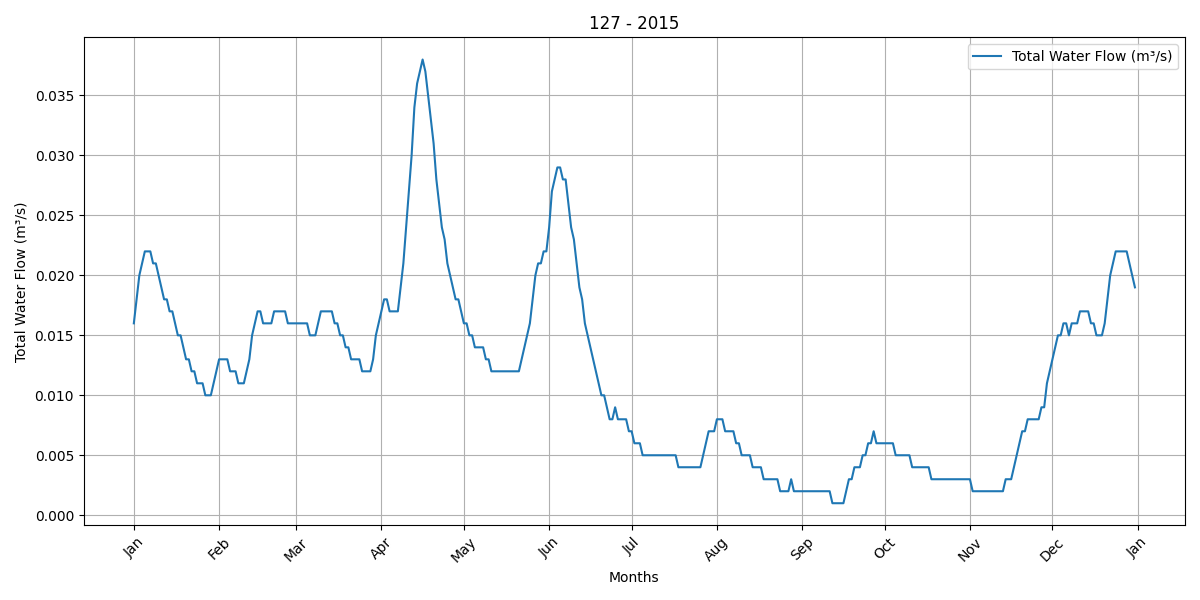 127 - 2015
Total Water Flow (m³/s)
Total Water Flow (m³/s)
0.035
0.030
0.025
0.020
0.015
0.010
0.005
0.000
Jan
Feb
Mar
Apr
May
Jun
Jul
Aug
Sep
Oct
Nov
Dec
Jan
Months